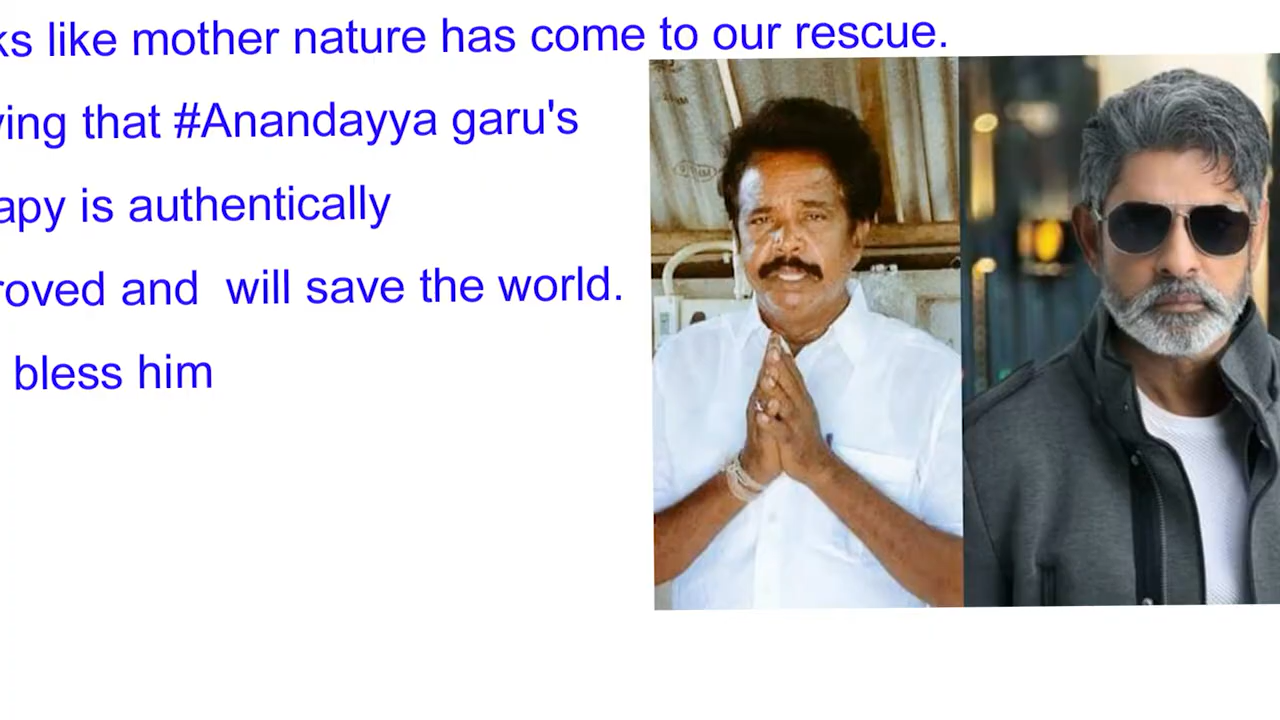 ks like mother nature has come to our rescue.
ying that #Anandayya garu's
apy is authentically
roved and will save the world.
bless him